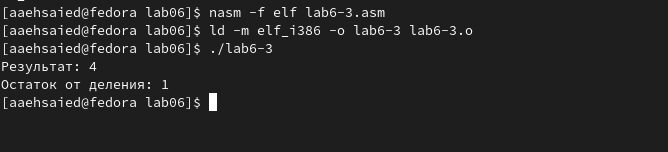 [aaehsaied@fedora lab06]$ nasm -f elf lab6-3.asm
[aaehsaied@fedora lab06]$ ld -m elf_i386 -o lab6-3 lab6-3.o
[aaehsaied@fedora lab06]$ ./lab6-3
Результат: 4
Остаток от деления: 1
[aaehsaied@fedora lab06]$